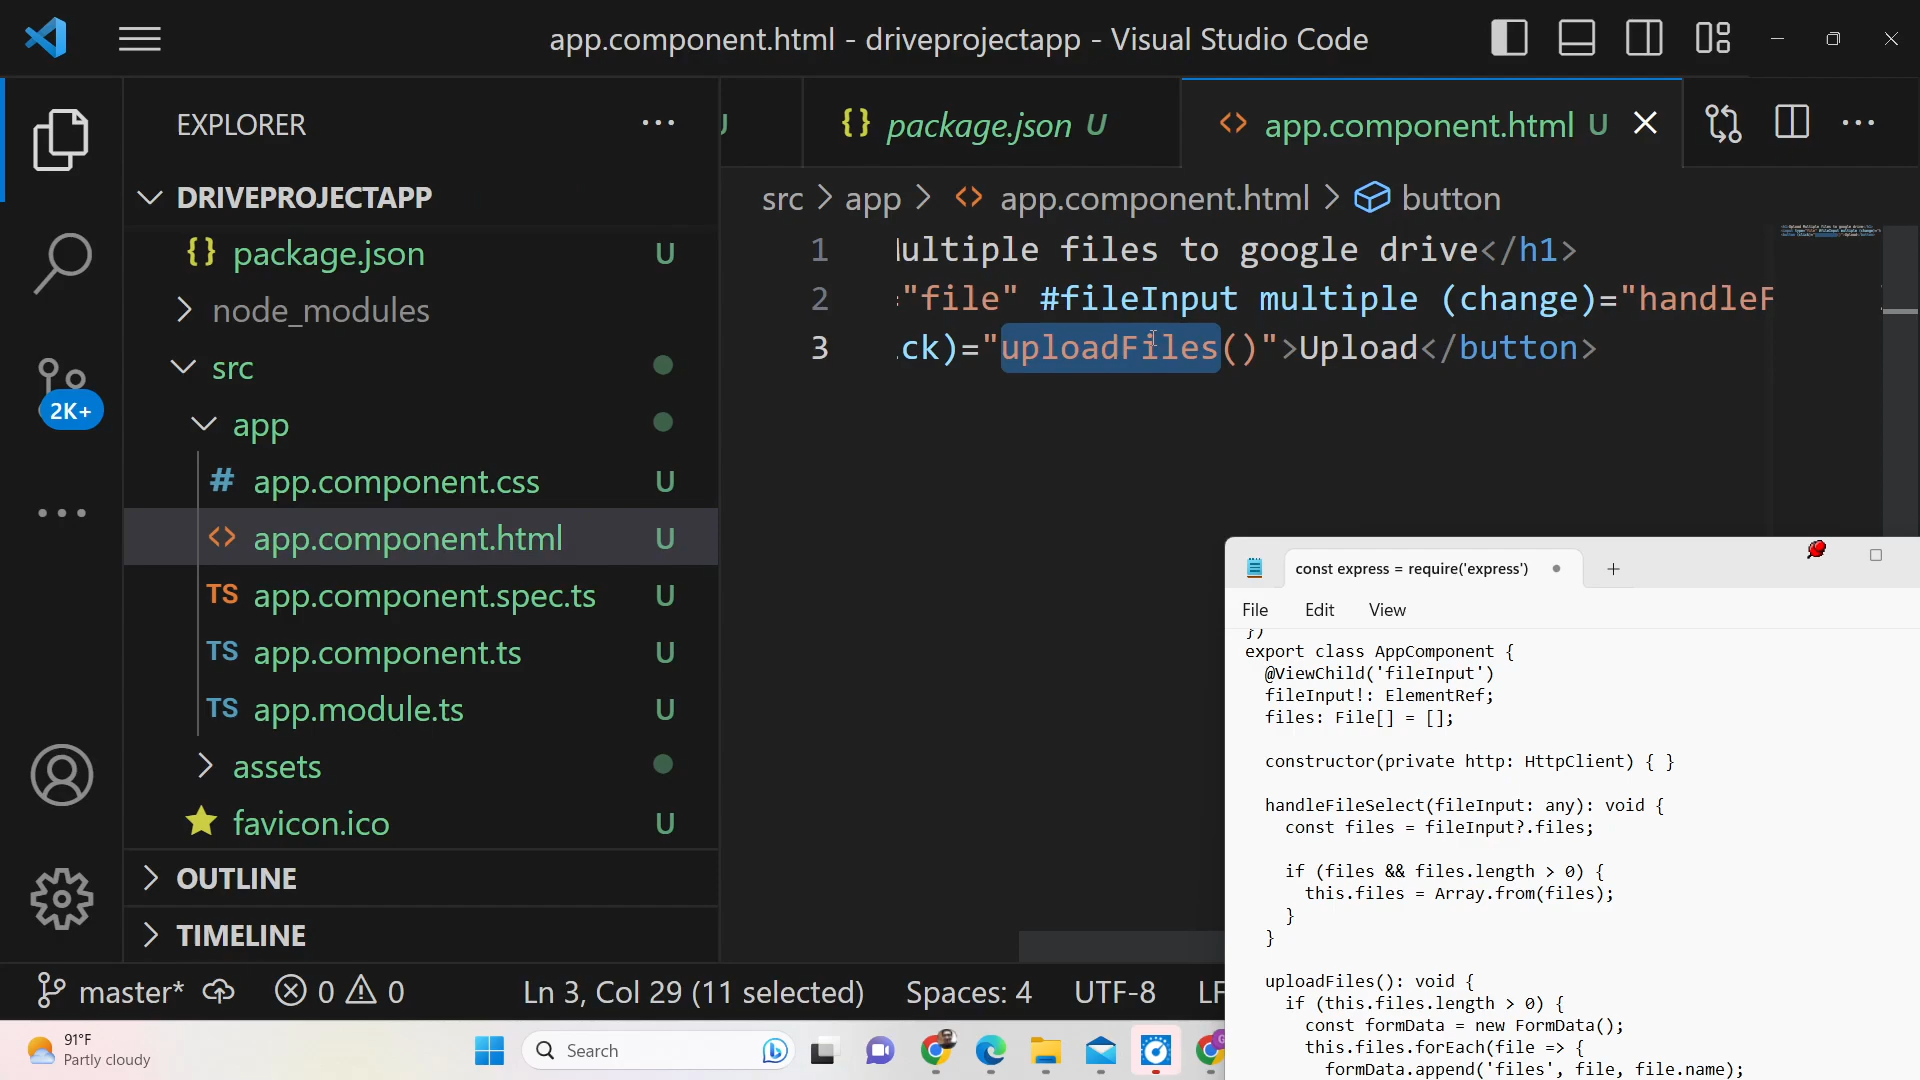 app.component.html - driveprojectapp - Visual Studio Code
EXPLORER
DRIVEPROJECTAPP
{} package.json U
node_modules
src
app
# app.component.css U
<> app.component.html U
TS app.component.spec.ts U
TS app.component.ts U
TS app.module.ts U
assets
favicon.ico U
OUTLINE
TIMELINE
2K+
{} package.json U
<> app.component.html U
src > app > <> app.component.html > button
1 ultiple files to google drive</h1>
2 "file" #fileInput multiple (change)="handleF
3 ck)="uploadFiles()">Upload</button>
const express = require('express')
File Edit View
})
export class AppComponent {
@ViewChild('fileInput')
fileInput!: ElementRef;
files: File[] = [];
constructor(private http: HttpClient) { }
handleFileSelect(fileInput: any): void {
const files = fileInput?.files;
if (files && files.length > 0) {
this.files = Array.from(files);
}
}
uploadFiles(): void {
if (this.files.length > 0) {
const formData = new FormData();
this.files.forEach(file => {
formData.append('files', file, file.name);
master* 0 0 Ln 3, Col 29 (11 selected) Spaces: 4 UTF-8 LF
91°F
Partly cloudy
Search